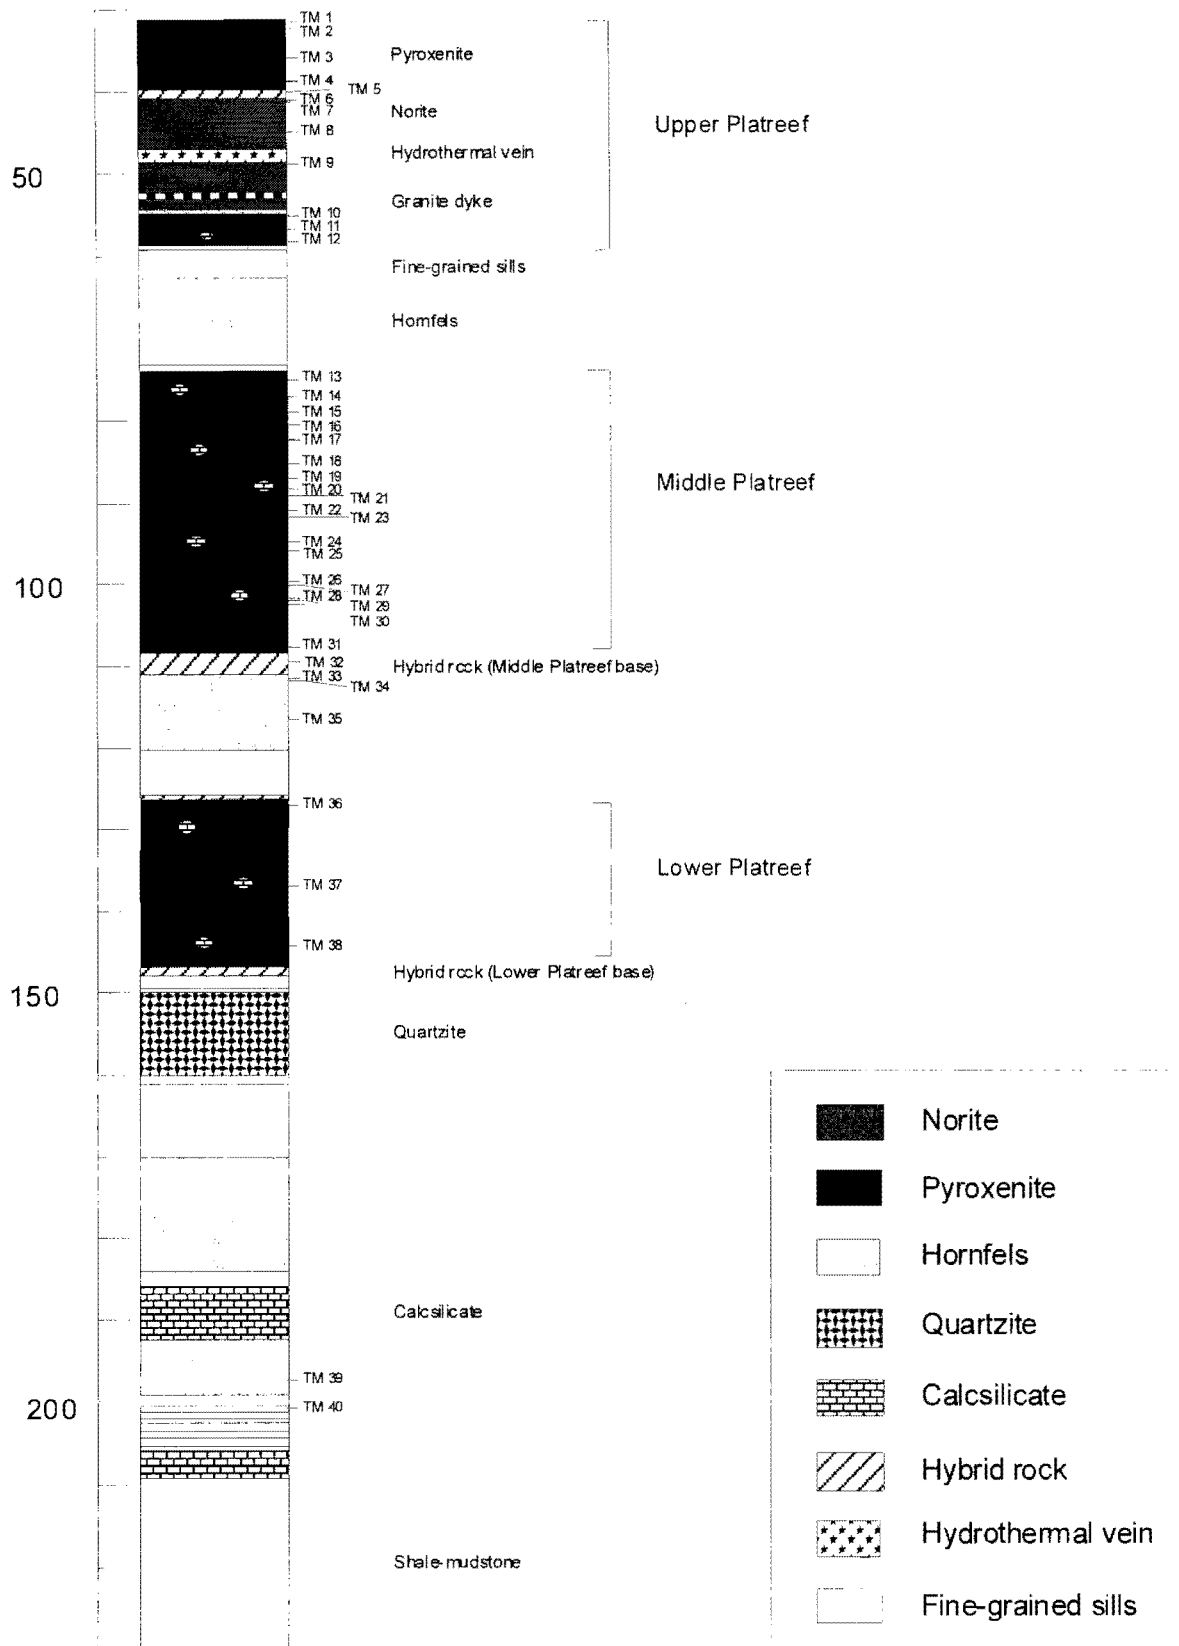 TM 1
TM 2
Pyroxenite
TM 3
TM 4
TM 5
TM 6
TM 7
Norite
Upper Platreef
TM 8
Hydrothermal vein
TM 9
50
Granite dyke
TM 10
TM 11
TM 12
Fine-grained sills
Hornfels
TM 13
TM 14
TM 15
TM 16
TM 17
TM 18
TM 19
Middle Platreef
TM 20
TM 21
TM 22
TM 23
TM 24
TM 25
TM 26
100
TM 27
TM 28
TM 29
TM 30
TM 31
TM 32
Hybrid rock (Middle Platreef base)
TM 33
TM 34
TM 35
TM 36
Lower Platreef
TM 37
TM 38
Hybrid rock (Lower Platreef base)
150
Quartzite
Calcsilicate
TM 39
200
TM 40
Shale-mudstone
Norite
Pyroxenite
Hornfels
Quartzite
Calcsilicate
Hybrid rock
Hydrothermal vein
Fine-grained sills